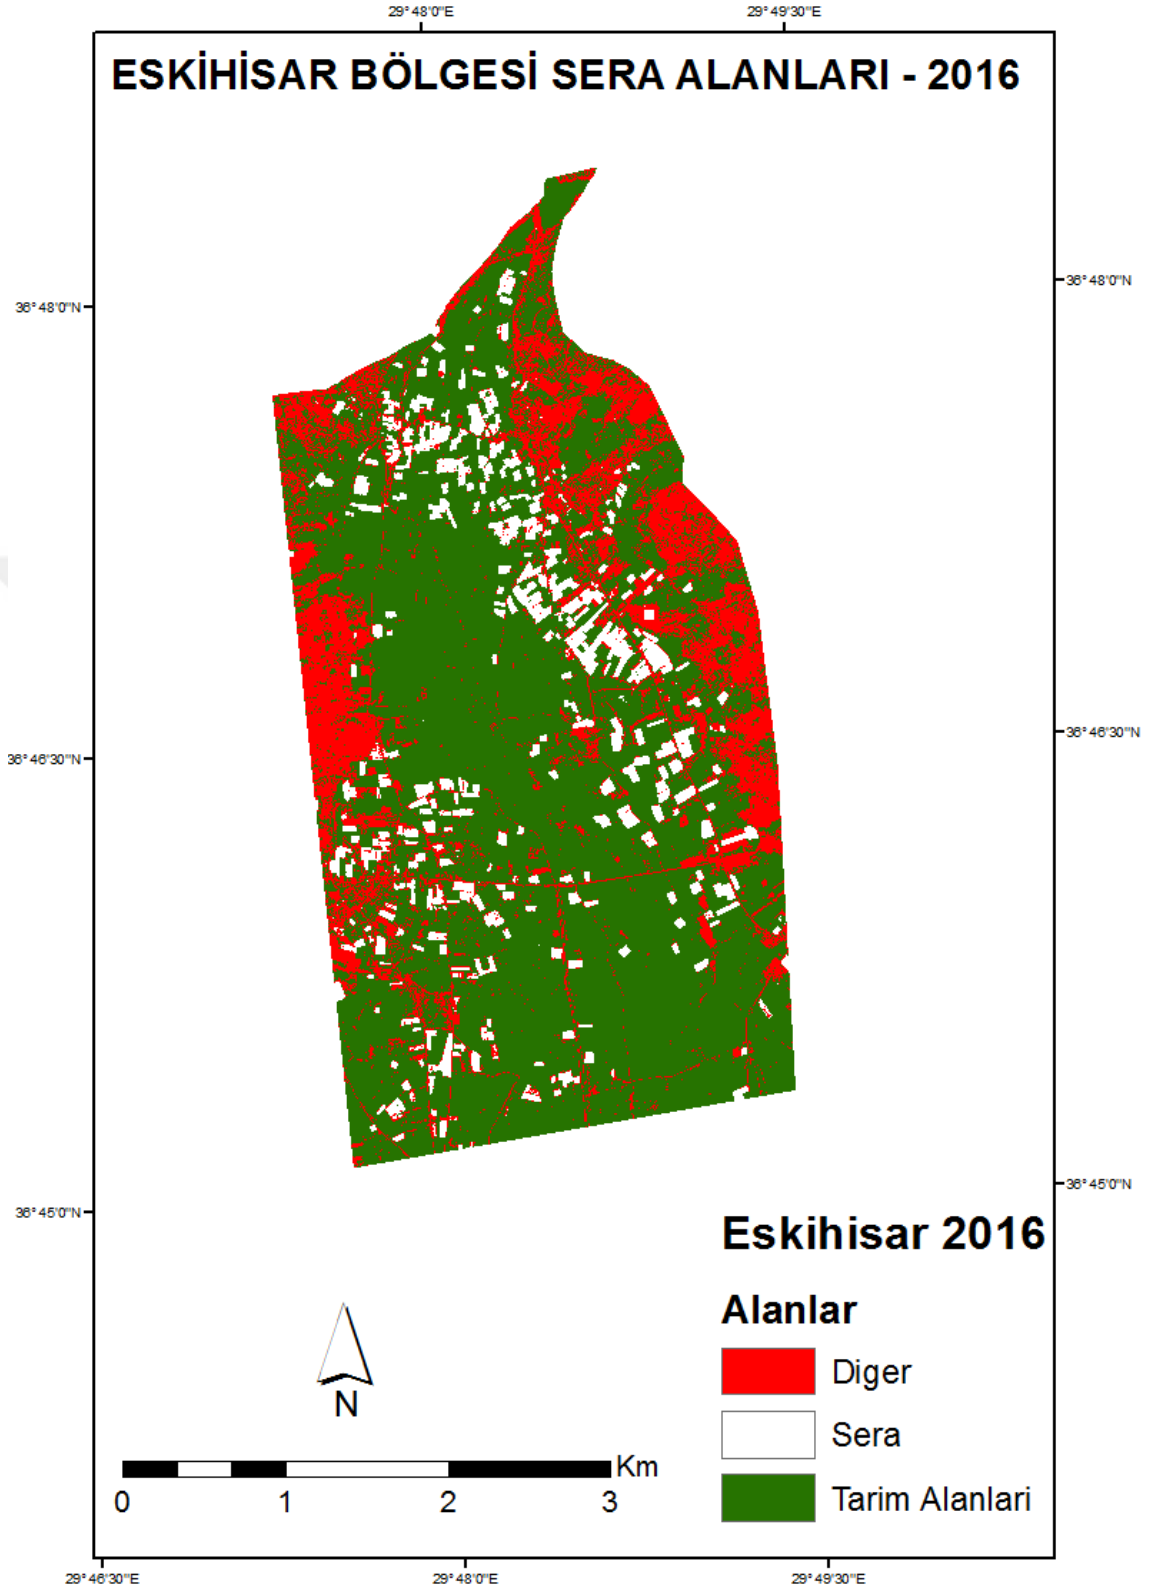 29°48'0"E 29°49'30"E
ESKİHİSAR BÖLGESİ SERA ALANLARI - 2016
36°48'0"N
36°48'0"N
36°46'30"N
36°46'30"N
36°45'0"N
36°45'0"N
Eskihisar 2016
Alanlar
Diger
Sera
Tarim Alanlari
N
Km
0 1 2 3
29°46'30"E 29°48'0"E 29°49'30"E